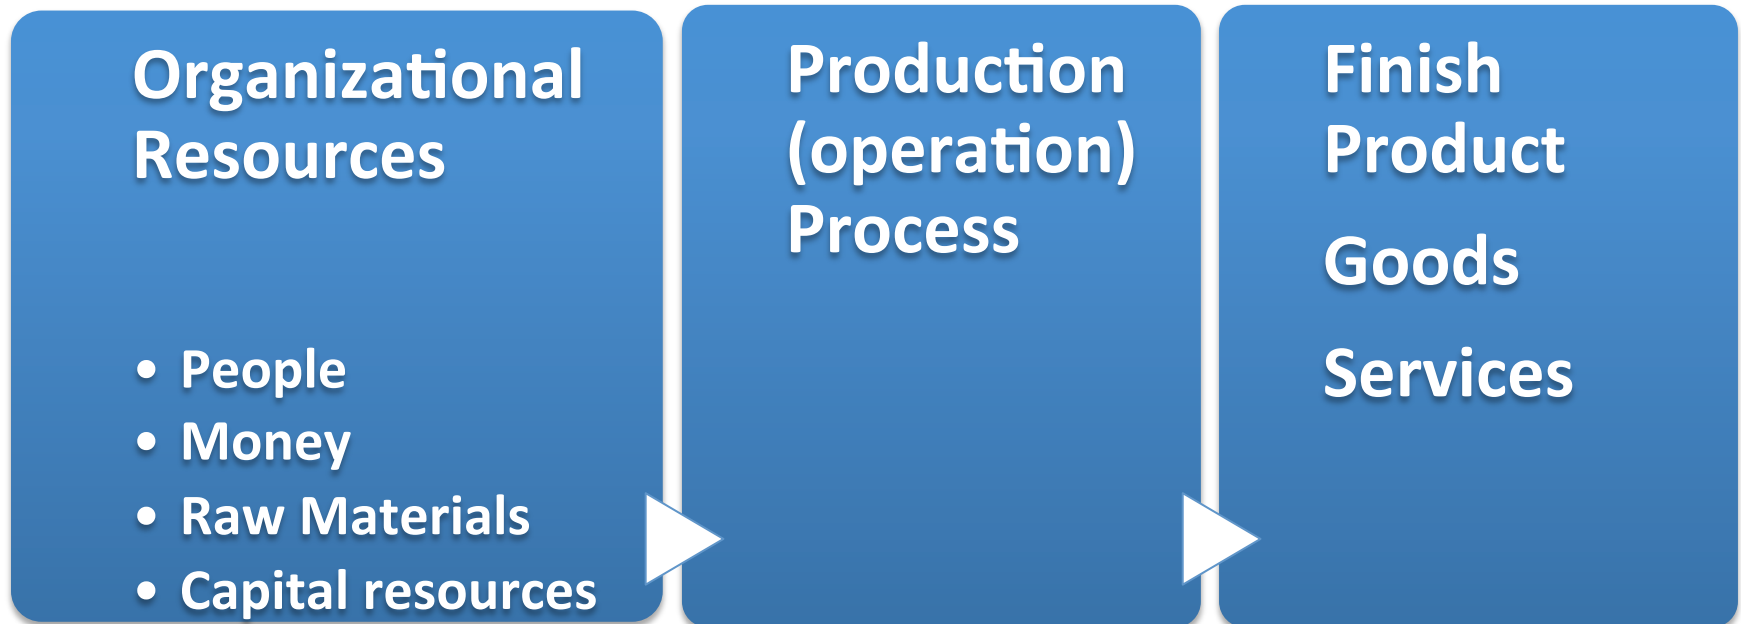 Organizational
Resources
• People
• Money
• Raw Materials
• Capital resources
Production
(operation)
Process
Finish
Product
Goods
Services